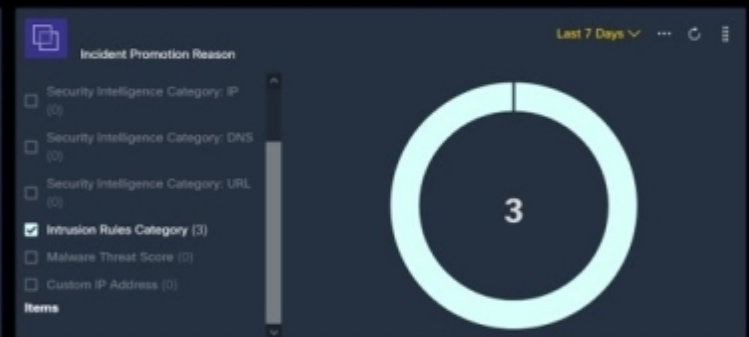 Incident Promotion Reason
Last 7 Days
Security Intelligence Category: IP
(0)
Security Intelligence Category: DNS
(0)
Security Intelligence Category: URL
(0)
Intrusion Rules Category (3)
Malware Threat Score (0)
Custom IP Address (0)
Items
3